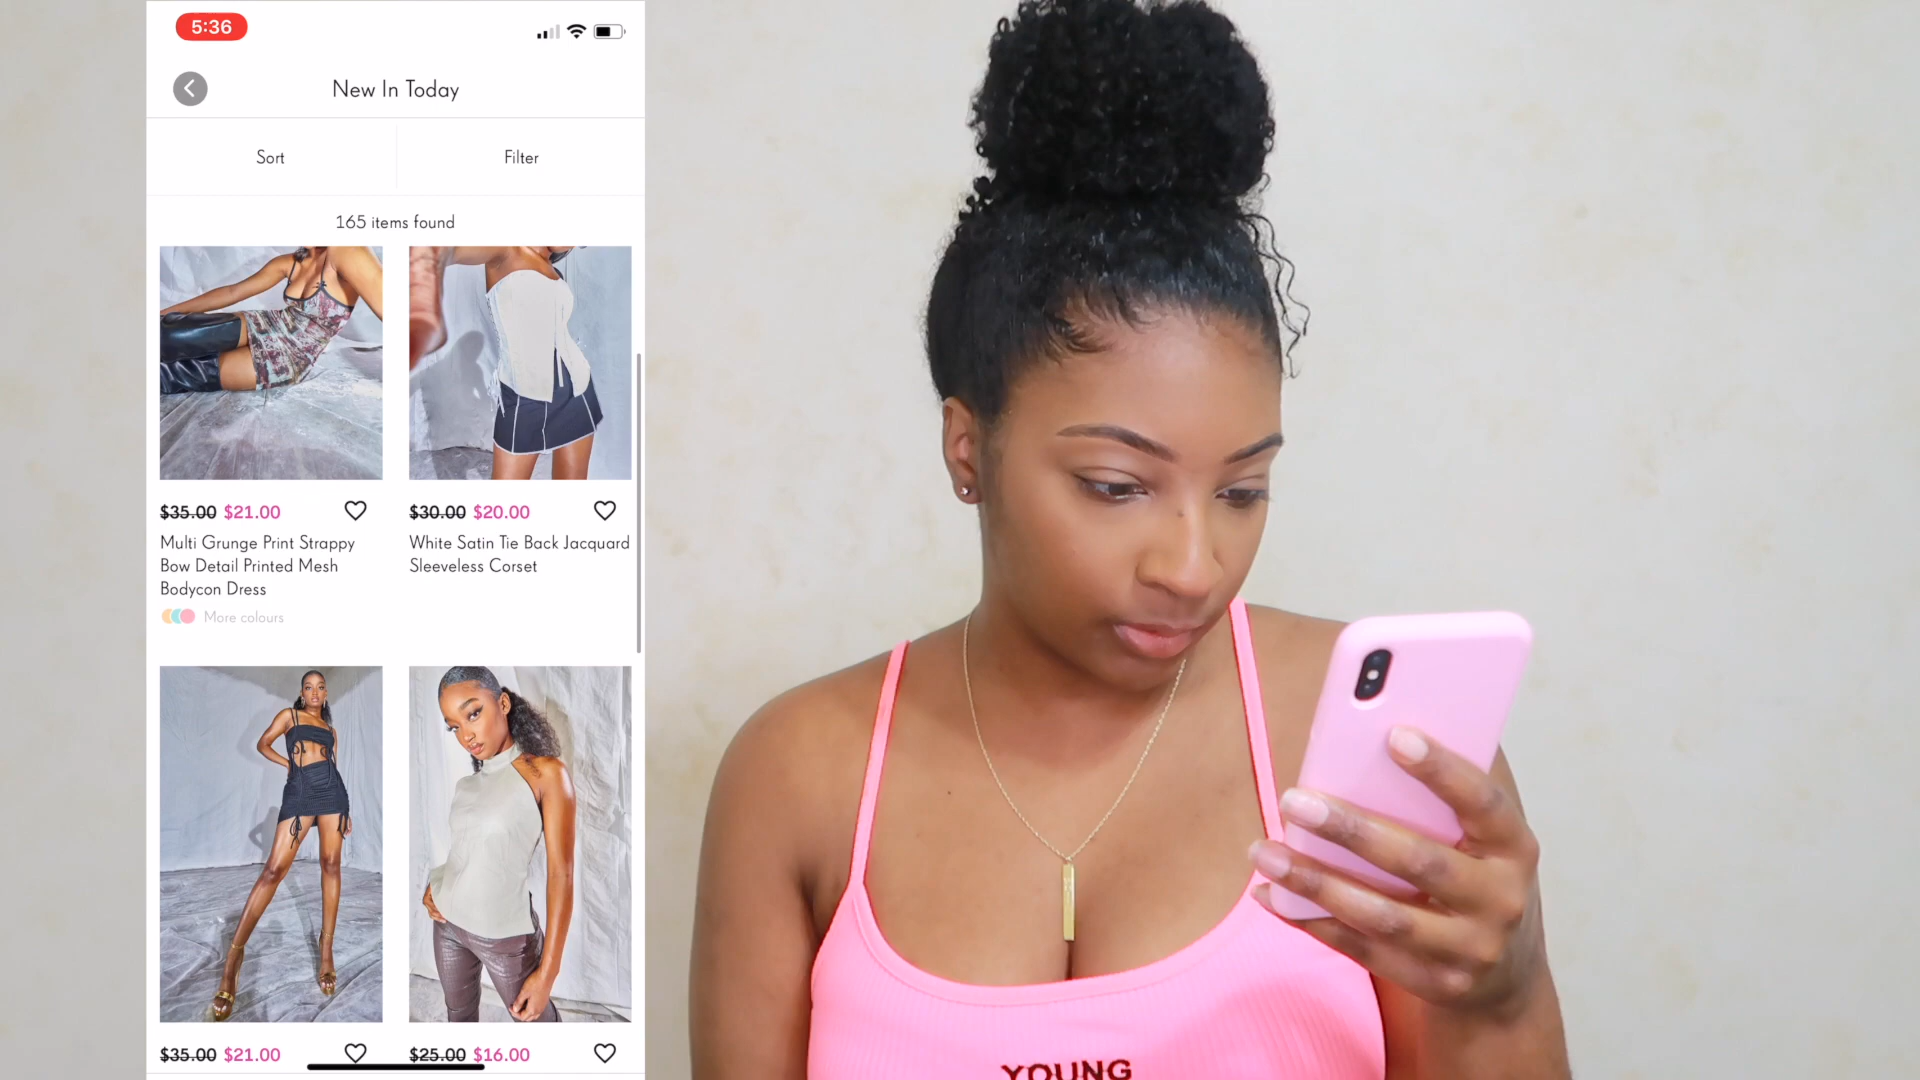 5:36
New In Today
Sort
Filter
165 items found
$35.00 $21.00
Multi Grunge Print Strappy
Bow Detail Printed Mesh
Bodycon Dress
More colours
$30.00 $20.00
White Satin Tie Back Jacquard
Sleeveless Corset
$35.00 $21.00
$25.00 $16.00
YOUNG